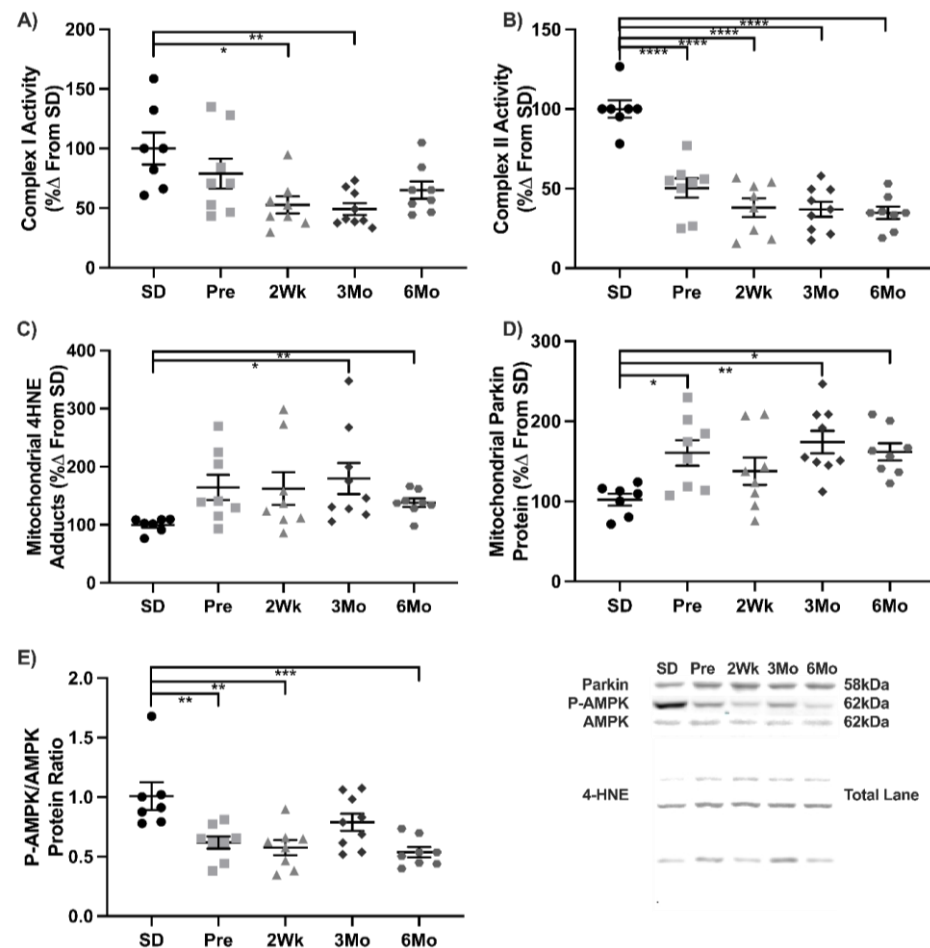 A)
Complex I Activity
(%Δ From SD)
200
150
100
50
0
**
*
SD Pre 2Wk 3Mo 6Mo
B)
Complex II Activity
(%Δ From SD)
150
100
50
0
****
****
****
****
SD Pre 2Wk 3Mo 6Mo
C)
Mitochondrial 4HNE
Adducts (%Δ From SD)
400
300
200
100
0
**
*
SD Pre 2Wk 3Mo 6Mo
D)
Mitochondrial Parkin
Protein (%Δ From SD)
300
200
100
0
*
**
*
SD Pre 2Wk 3Mo 6Mo
E)
P-AMPK/AMPK
Protein Ratio
2.0
1.5
1.0
0.5
0.0
***
**
**
SD Pre 2Wk 3Mo 6Mo
SD Pre 2Wk 3Mo 6Mo
Parkin 58kDa
P-AMPK 62kDa
AMPK 62kDa
4-HNE Total Lane